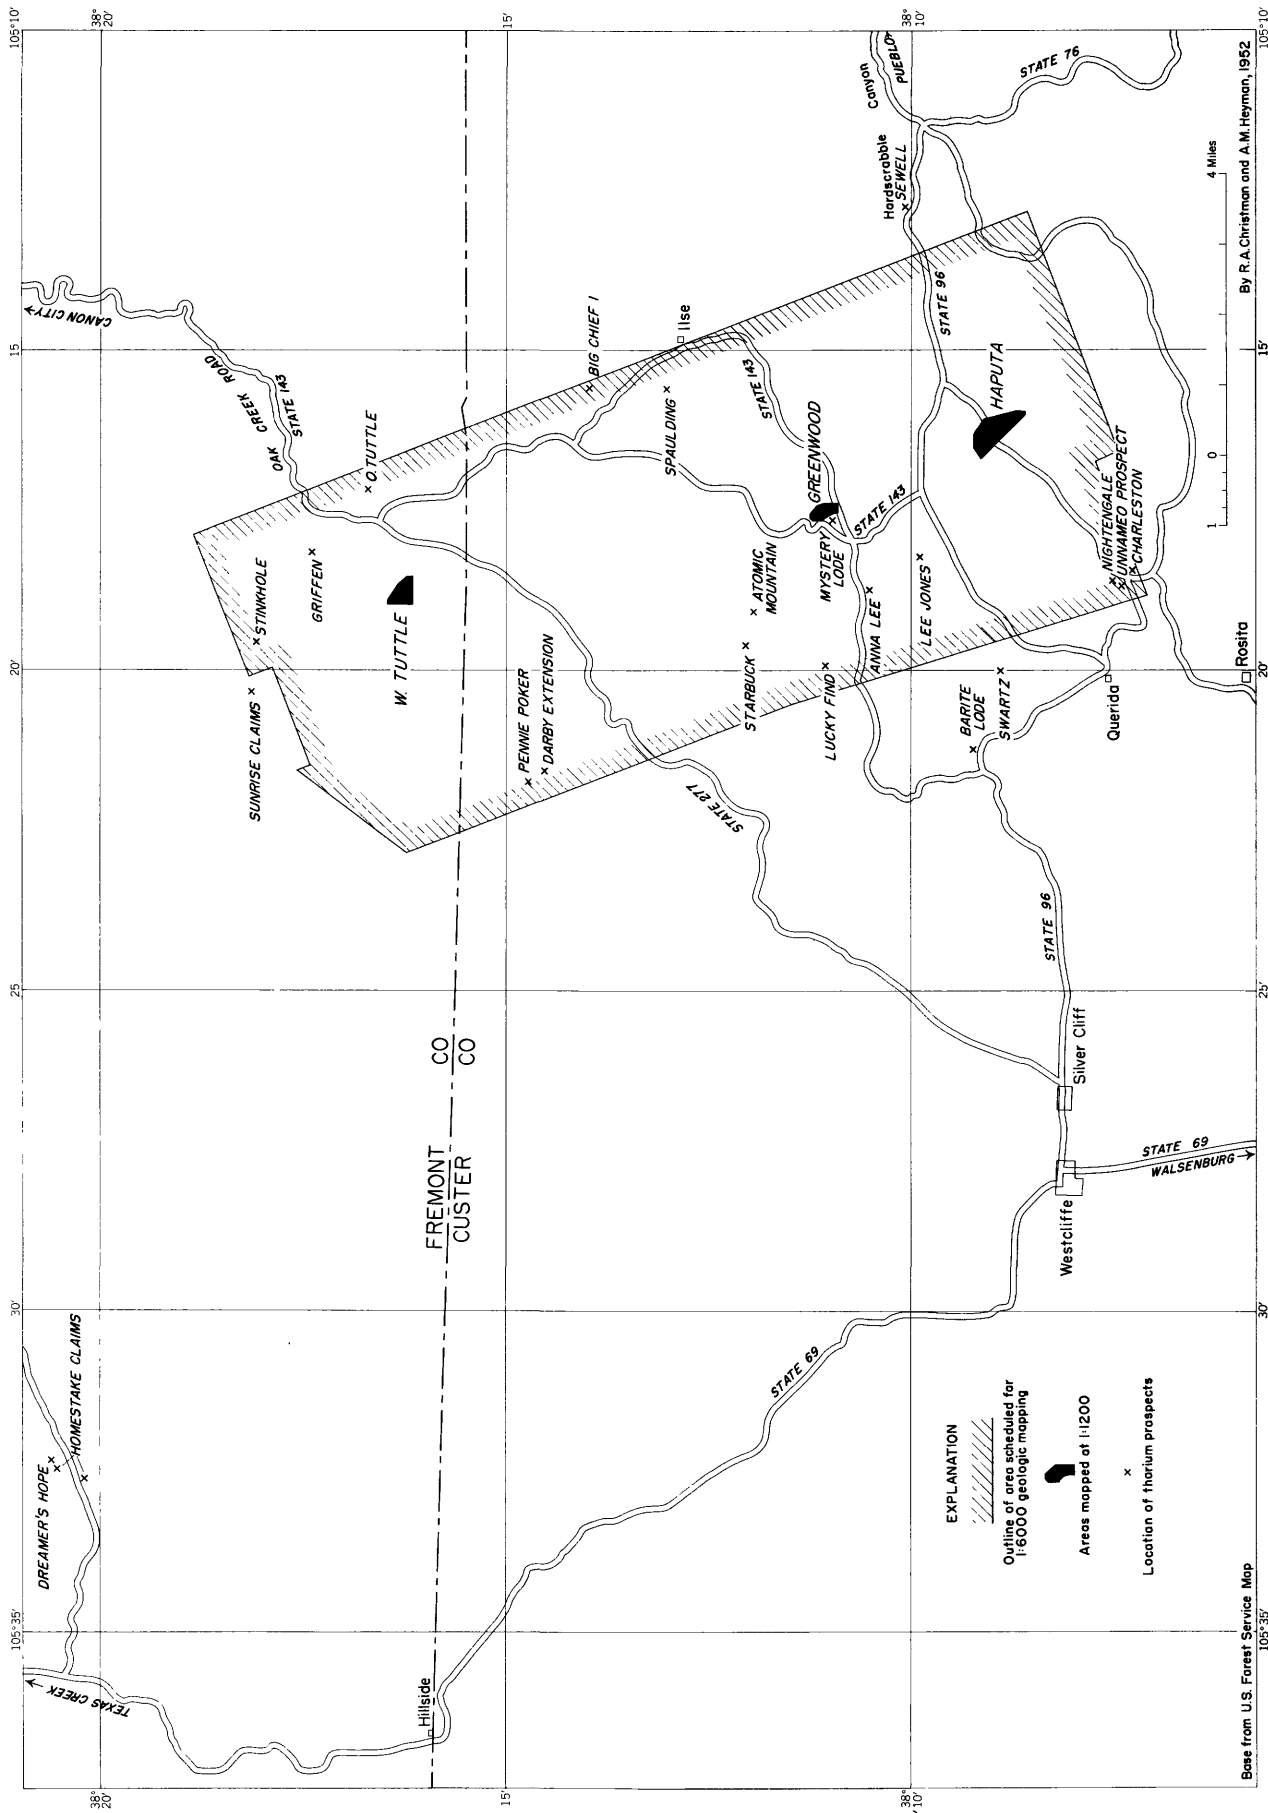 105°35'
30'
25'
20'
15'
105°10'
38°
20'
38°
20'
TEXAS CREEK
DREAMER'S HOPE
HOMESTAKE CLAIMS
SUNRISE CLAIMS
STINKHOLE
GRIFFEN
CANON CITY
OAK CREEK ROAD
STATE 143
O. TUTTLE
W. TUTTLE
Hillside
FREMONT CO
CUSTER CO
15'
15'
PENNIE POKER
DARBY EXTENSION
BIG CHIEF 1
Ilse
SPAULDING
STATE 143
STATE 277
STARBUCK
ATOMIC
MOUNTAIN
LUCKY FIND
MYSTERY
LODE
GREENWOOD
STATE 69
ANNA LEE
STATE 143
Hardscrabble
Canyon
SEWELL
PUEBLO
38°
10'
38°
10'
LEE JONES
STATE 96
BARITE
LODE
SWARTZ
HAPUTA
STATE 76
STATE 96
Westcliffe
Silver Cliff
Querida
NIGHTENGALE
UNNAMED PROSPECT
CHARLESTON
STATE 69
WALSENBURG
Rosita
EXPLANATION
Outline of area scheduled for
1:6000 geologic mapping
Areas mapped at 1:1200
Location of thorium prospects
1 0 4 Miles
Base from U.S. Forest Service Map
By R.A. Christman and A.M. Heyman, 1952
105°35'
30'
25'
20'
15'
105°10'